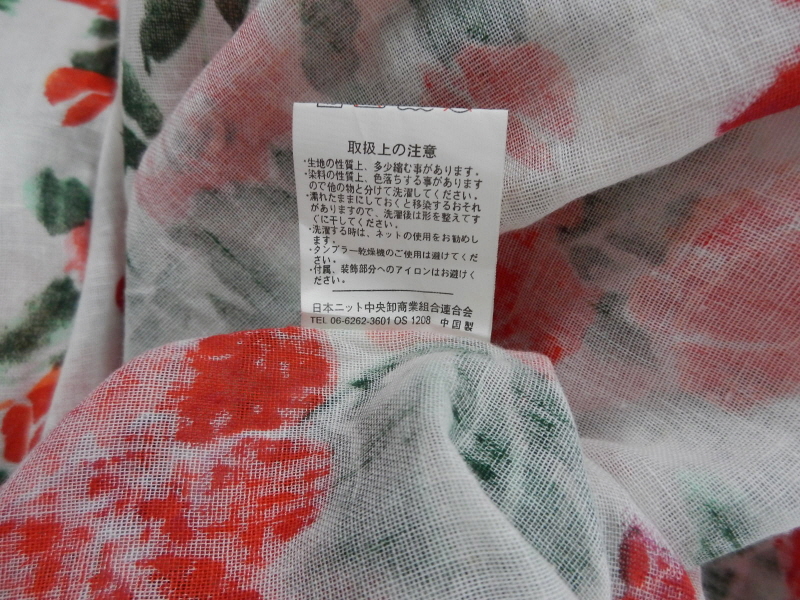 取扱上の注意
・生地の性質上、多少縮む事があります。
・染料の性質上、色落ちする事があります
ので他の物と分けて洗濯してください。
・濡れたままにしておくと移染するおそれ
がありますので、洗濯後は形を整えてす
ぐに干してください。
・洗濯する時は、ネットの使用をお勧めし
ます。
・タンブラー乾燥機のご使用は避けてくだ
さい。
・付属、装飾部分へのアイロンはお避けく
ださい。
日本ニット中央卸商業組合連合会
TEL 06-6262-3601 OS 1208 中国製